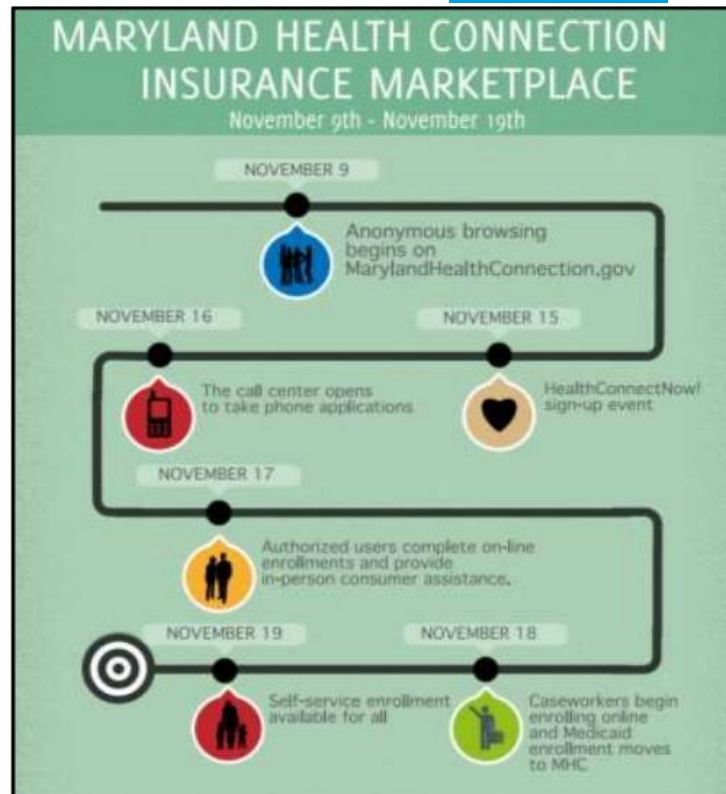 MARYLAND HEALTH CONNECTION
INSURANCE MARKETPLACE
November 9th - November 19th
NOVEMBER 9
Anonymous browsing
begins on
MarylandHealthConnection.gov
NOVEMBER 15
HealthConnectNow!
sign-up event
NOVEMBER 16
The call center opens
to take phone applications
NOVEMBER 17
Authorized users complete on-line
enrollments and provide
in-person consumer assistance.
NOVEMBER 18
Caseworkers begin
enrolling online
and Medicaid
enrollment moves
to MHC
NOVEMBER 19
Self-service enrollment
available for all